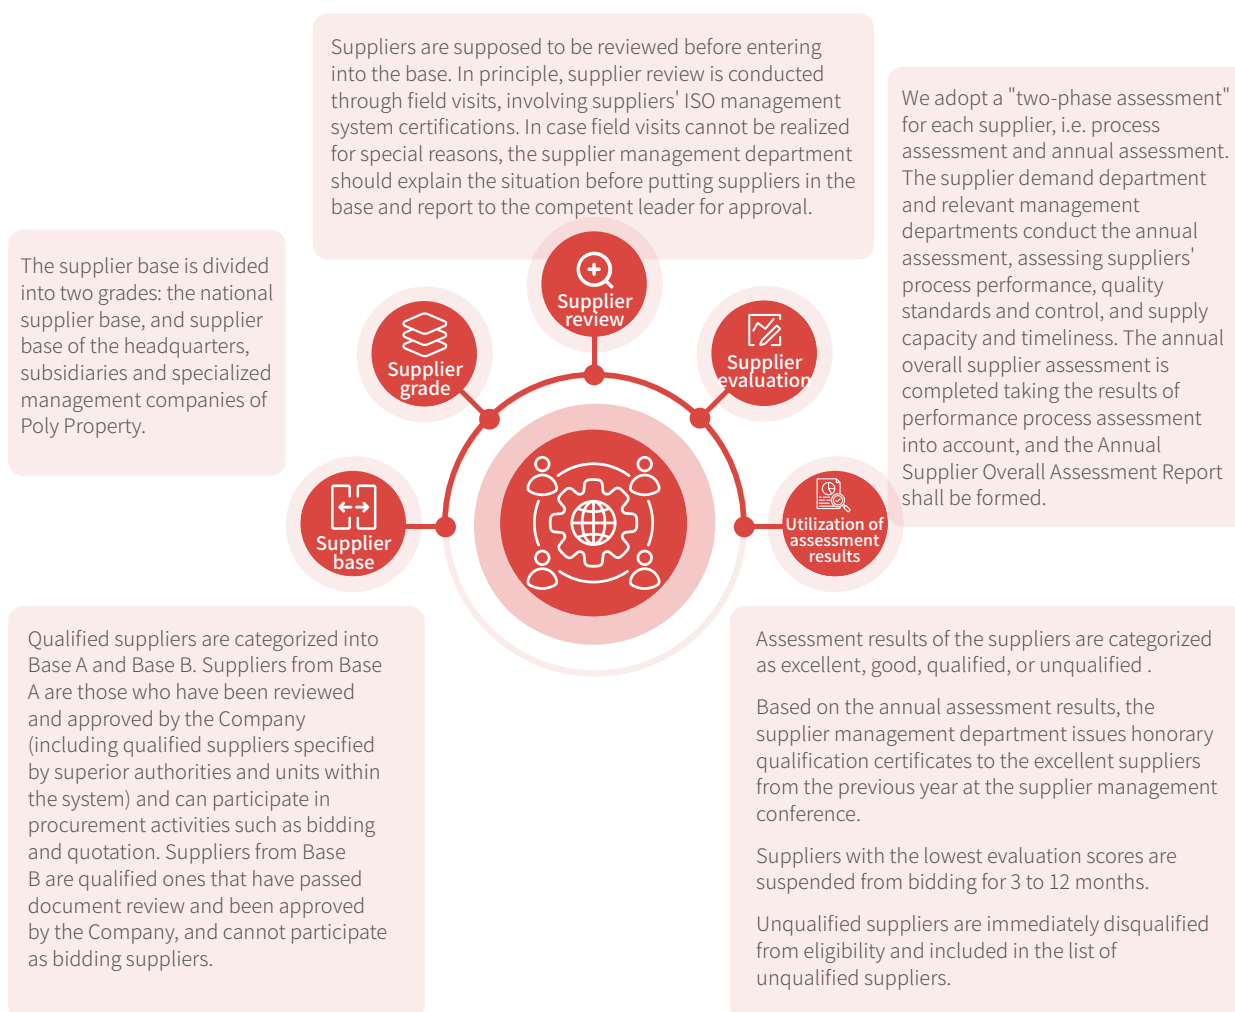 Suppliers are supposed to be reviewed before entering
into the base. In principle, supplier review is conducted
through field visits, involving suppliers' ISO management
system certifications. In case field visits cannot be realized
for special reasons, the supplier management department
should explain the situation before putting suppliers in the
base and report to the competent leader for approval.
We adopt a "two-phase assessment"
for each supplier, i.e. process
assessment and annual assessment.
The supplier demand department
and relevant management
departments conduct the annual
assessment, assessing suppliers'
process performance, quality
standards and control, and supply
capacity and timeliness. The annual
overall supplier assessment is
completed taking the results of
performance process assessment
into account, and the Annual
Supplier Overall Assessment Report
shall be formed.
The supplier base is divided
into two grades: the national
supplier base, and supplier
base of the headquarters,
subsidiaries and specialized
management companies of
Poly Property.
Supplier
review
Supplier
grade
Supplier
evaluation
Supplier
base
Utilization of
assessment
results
Qualified suppliers are categorized into
Base A and Base B. Suppliers from Base
A are those who have been reviewed
and approved by the Company
(including qualified suppliers specified
by superior authorities and units within
the system) and can participate in
procurement activities such as bidding
and quotation. Suppliers from Base
B are qualified ones that have passed
document review and been approved
by the Company, and cannot participate
as bidding suppliers.
Assessment results of the suppliers are categorized
as excellent, good, qualified, or unqualified .
Based on the annual assessment results, the
supplier management department issues honorary
qualification certificates to the excellent suppliers
from the previous year at the supplier management
conference.
Suppliers with the lowest evaluation scores are
suspended from bidding for 3 to 12 months.
Unqualified suppliers are immediately disqualified
from eligibility and included in the list of
unqualified suppliers.